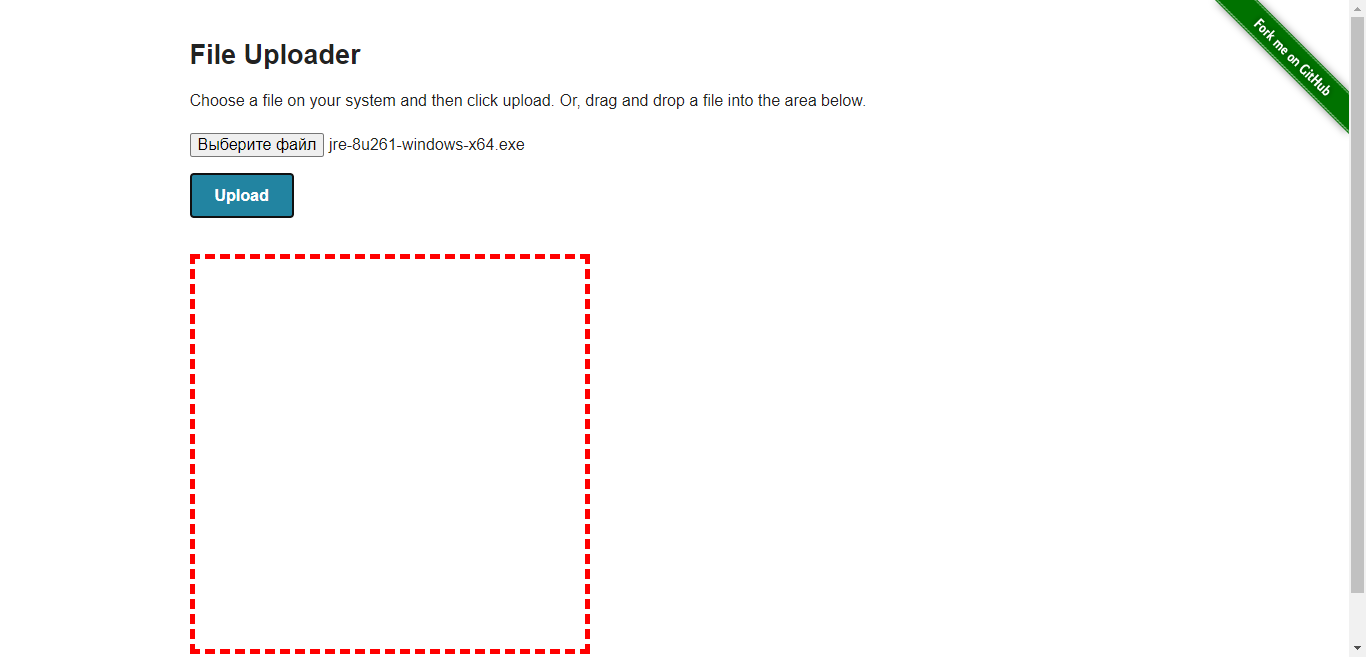 Fork me on GitHub
File Uploader
Choose a file on your system and then click upload. Or, drag and drop a file into the area below.
Выберите файл jre-8u261-windows-x64.exe
Upload